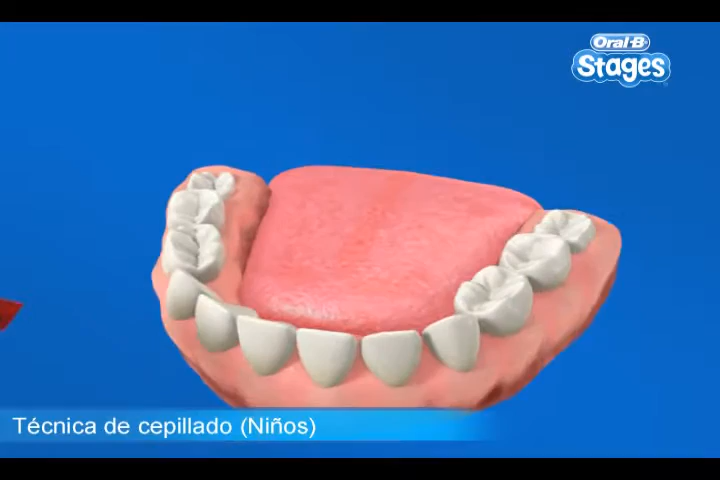 Oral-B
Stages
Técnica de cepillado (Niños)